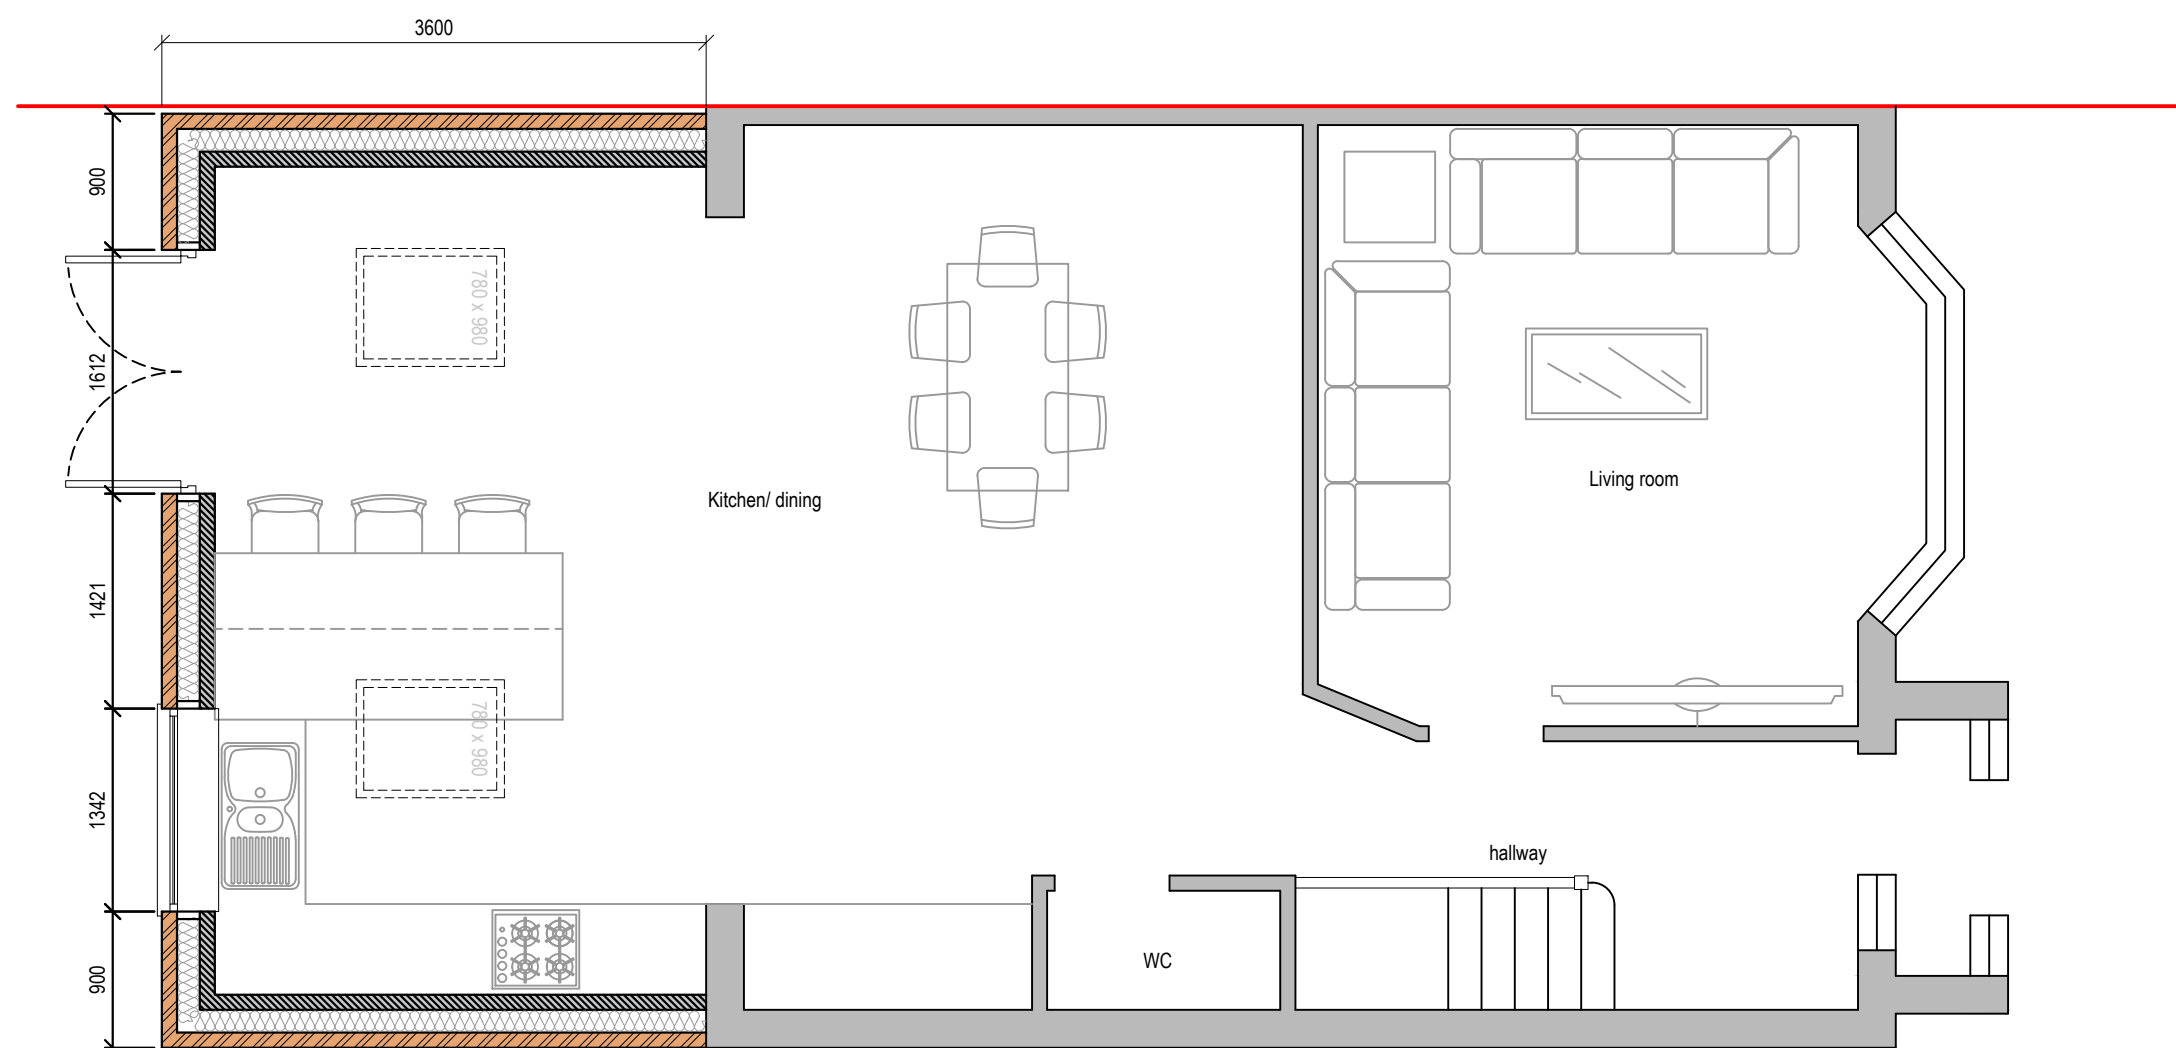 3600
900
1612
1421
1342
900
780 x 980
780 x 980
Kitchen/ dining
Living room
hallway
WC